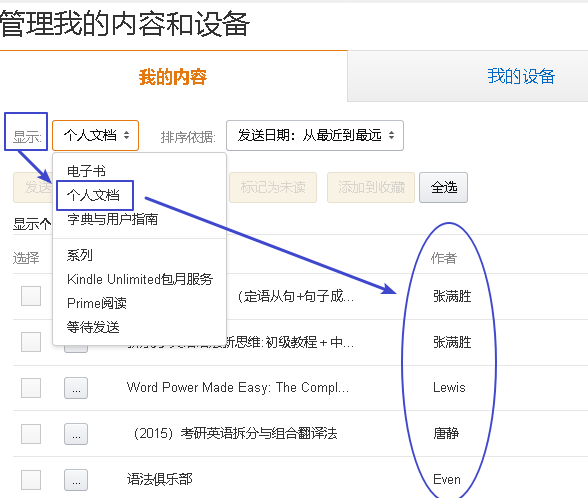 管理我的内容和设备
我的内容
我的设备
显示:
个人文档
排序依据:
发送日期：从最近到最远
电子书
发送
标记为未读
添加到收藏
全选
个人文档
字典与用户指南
显示个
系列
选择
作者
Kindle Unlimited包月服务
（定语从句+句子成...
张满胜
Prime阅读
等待发送
新思维:初级教程＋中...
张满胜
...
Word Power Made Easy: The Compl...
Lewis
...
（2015）考研英语拆分与组合翻译法
唐静
...
语法俱乐部
Even